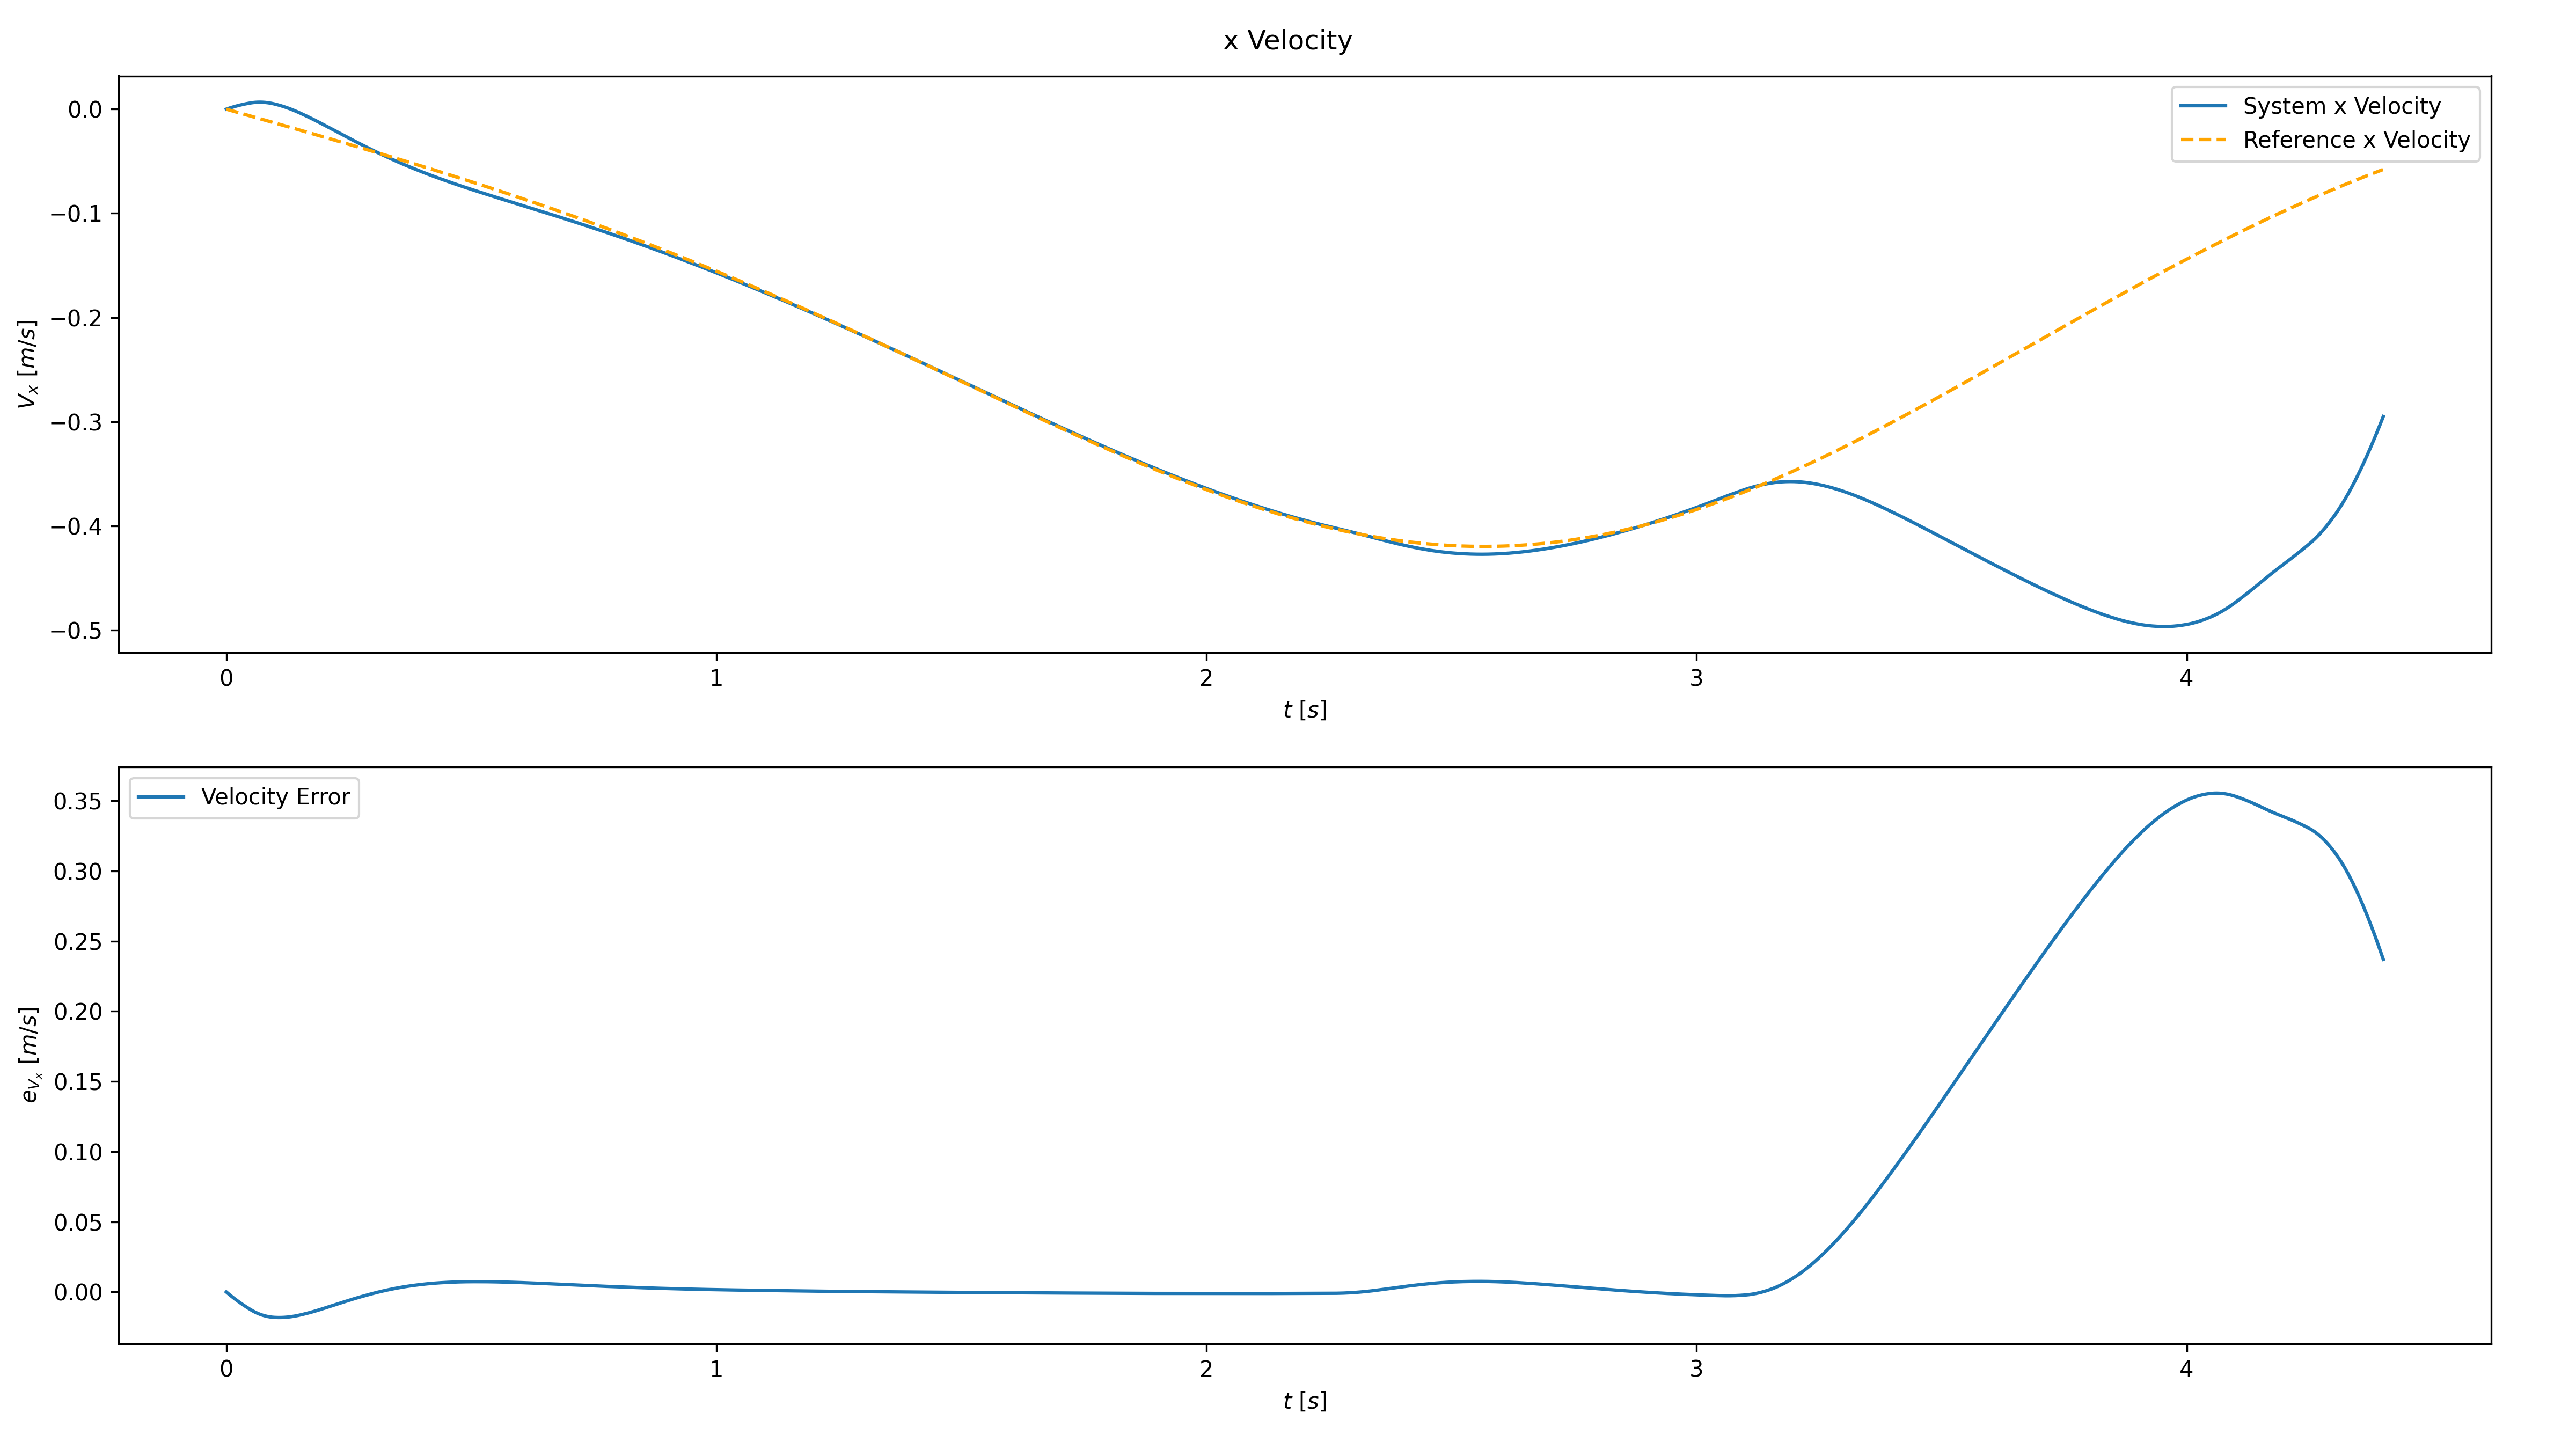 x Velocity
System x Velocity
Reference x Velocity
0.0
−0.1
−0.2
−0.3
−0.4
−0.5
V_x [m/s]
0 1 2 3 4
t [s]
Velocity Error
0.35
0.30
0.25
0.20
0.15
0.10
0.05
0.00
e_{V_x} [m/s]
0 1 2 3 4
t [s]